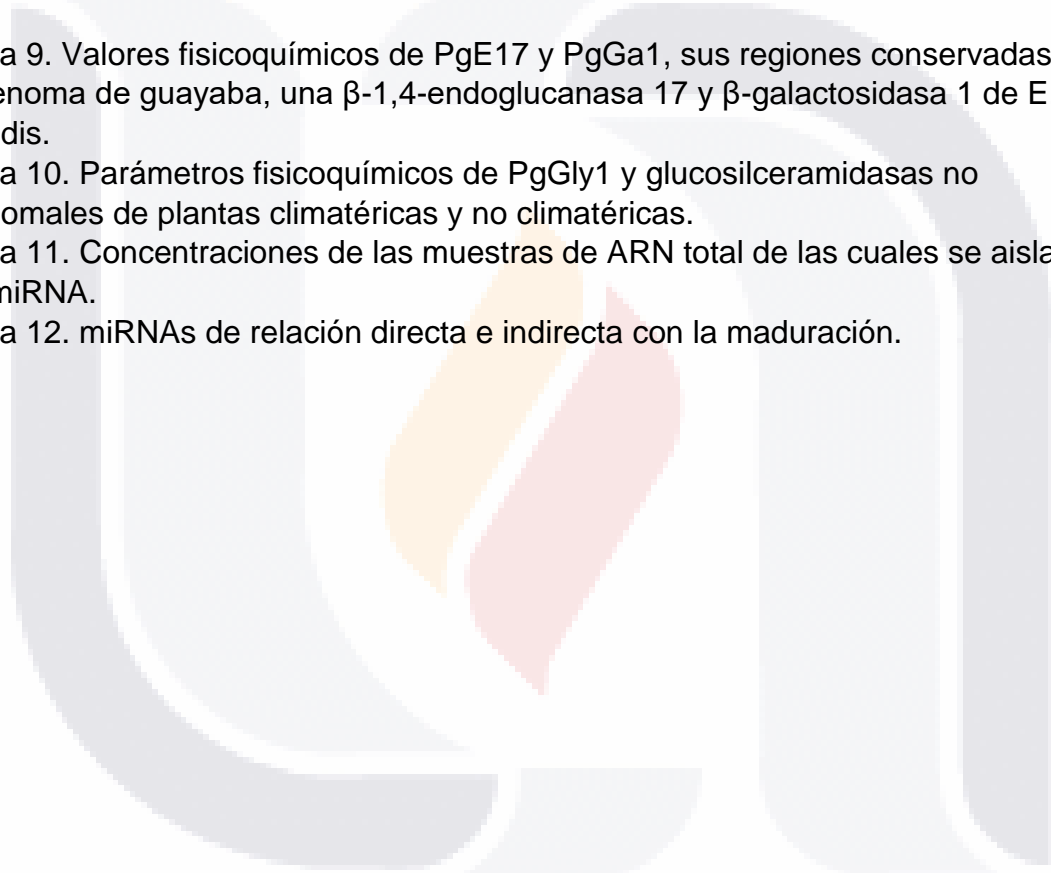 a 9. Valores fisicoquímicos de PgE17 y PgGa1, sus regiones conservadas
enoma de guayaba, una β-1,4-endoglucanasa 17 y β-galactosidasa 1 de E
dis.
a 10. Parámetros fisicoquímicos de PgGly1 y glucosilceramidasas no
omales de plantas climatéricas y no climatéricas.
a 11. Concentraciones de las muestras de ARN total de las cuales se aisla
miRNA.
a 12. miRNAs de relación directa e indirecta con la maduración.